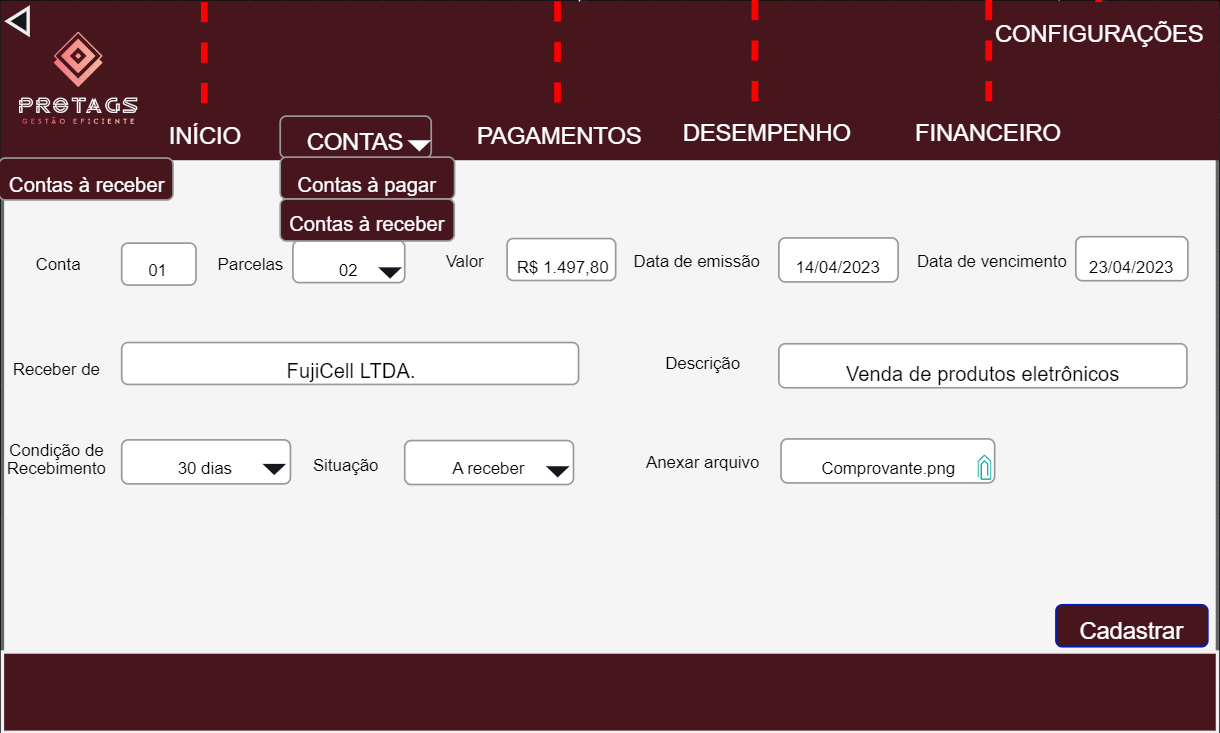 CONFIGURAÇÕES
PROTAGS
GESTÃO EFICIENTE
INÍCIO
CONTAS
PAGAMENTOS
DESEMPENHO
FINANCEIRO
Contas à receber
Contas à pagar
Contas à receber
Conta
01
Parcelas
02
Valor
R$ 1.497,80
Data de emissão
14/04/2023
Data de vencimento
23/04/2023
Receber de
FujiCell LTDA.
Descrição
Venda de produtos eletrônicos
Condição de
Recebimento
30 dias
Situação
A receber
Anexar arquivo
Comprovante.png
Cadastrar